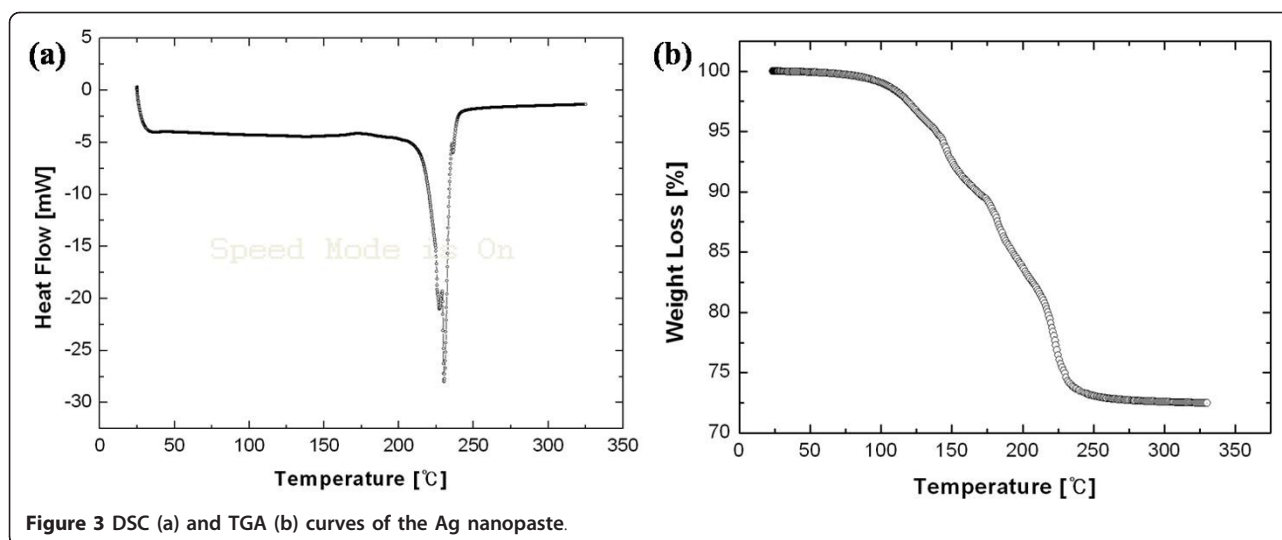 (a)
5
0
-5
-10
-15
-20
-25
-30
Heat Flow [mW]
Speed Mode is On
0 50 100 150 200 250 300 350
Temperature [℃]
(b)
100
95
90
85
80
75
70
Weight Loss [%]
0 50 100 150 200 250 300 350
Temperature [℃]
Figure 3 DSC (a) and TGA (b) curves of the Ag nanopaste.